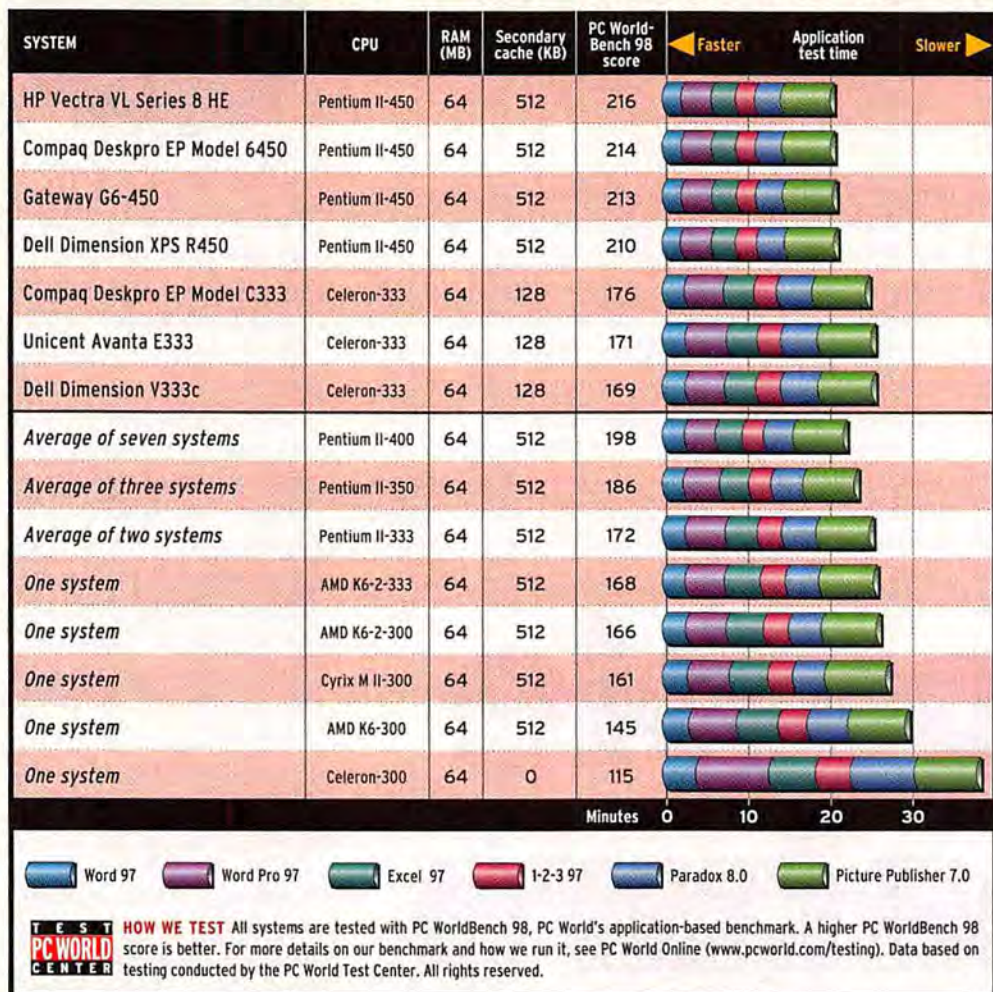 SYSTEM CPU RAM (MB) Secondary cache (KB) PC World-Bench 98 score Faster Application test time Slower
HP Vectra VL Series 8 HE Pentium II-450 64 512 216
Compaq Deskpro EP Model 6450 Pentium II-450 64 512 214
Gateway G6-450 Pentium II-450 64 512 213
Dell Dimension XPS R450 Pentium II-450 64 512 210
Compaq Deskpro EP Model C333 Celeron-333 64 128 176
Unicent Avanta E333 Celeron-333 64 128 171
Dell Dimension V333c Celeron-333 64 128 169
Average of seven systems Pentium II-400 64 512 198
Average of three systems Pentium II-350 64 512 186
Average of two systems Pentium II-333 64 512 172
One system AMD K6-2-333 64 512 168
One system AMD K6-2-300 64 512 166
One system Cyrix M II-300 64 512 161
One system AMD K6-300 64 512 145
One system Celeron-300 64 0 115
Minutes 0 10 20 30
Word 97 Word Pro 97 Excel 97 1-2-3 97 Paradox 8.0 Picture Publisher 7.0
TEST
PC WORLD
CENTER
HOW WE TEST All systems are tested with PC WorldBench 98, PC World's application-based benchmark. A higher PC WorldBench 98
score is better. For more details on our benchmark and how we run it, see PC World Online (www.pcworld.com/testing). Data based on
testing conducted by the PC World Test Center. All rights reserved.